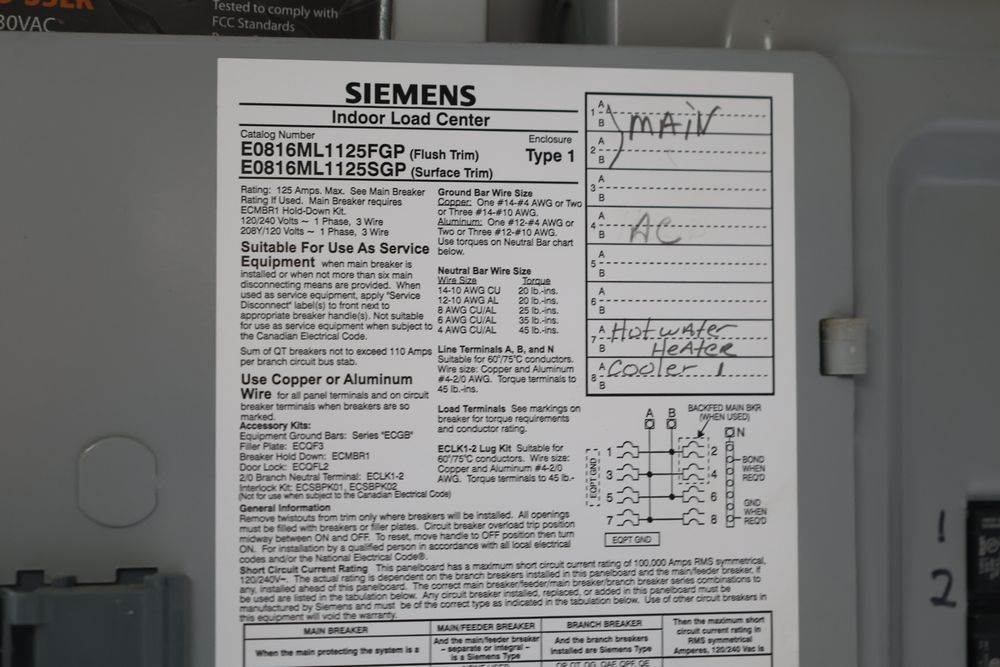 30VAC
Tested to comply with
FCC Standards
SIEMENS
Indoor Load Center
Catalog Number
E0816ML1125FGP (Flush Trim)
E0816ML1125SGP (Surface Trim)
Enclosure
Type 1
Rating: 125 Amps. Max. See Main Breaker
Rating If Used. Main Breaker requires
ECMBR1 Hold-Down Kit.
120/240 Volts ~ 1 Phase, 3 Wire
208Y/120 Volts ~ 1 Phase, 3 Wire
Suitable For Use As Service
Equipment when main breaker is
installed or when not more than six main
disconnecting means are provided. When
used as service equipment, apply "Service
Disconnect" label(s) to front next to
appropriate breaker handle(s). Not suitable
for use as service equipment when subject to
the Canadian Electrical Code.
Sum of QT breakers not to exceed 110 Amps
per branch circuit bus stab.
Use Copper or Aluminum
Wire for all panel terminals and on circuit
breaker terminals when breakers are so
marked.
Accessory Kits:
Equipment Ground Bars: Series "ECGB"
Filler Plate: ECQF3
Breaker Hold Down: ECMBR1
Door Lock: ECQFL2
2/0 Branch Neutral Terminal: ECLK1-2
Interlock Kit: ECSBPK01, ECSBPK02
(Not for use when subject to the Canadian Electrical Code)
Ground Bar Wire Size
Copper: One #14-#4 AWG or Two
or Three #14-#10 AWG.
Aluminum: One #12-#4 AWG or
Two or Three #12-#10 AWG.
Use torques on Neutral Bar chart
below.
Neutral Bar Wire Size
Wire Size Torque
14-10 AWG CU 20 lb.-ins.
12-10 AWG AL 20 lb.-ins.
8 AWG CU/AL 25 lb.-ins.
6 AWG CU/AL 35 lb.-ins.
4 AWG CU/AL 45 lb.-ins.
Line Terminals A, B, and N
Suitable for 60°/75°C conductors.
Wire size: Copper and Aluminum
#4-2/0 AWG. Torque terminals to
45 lb.-ins.
Load Terminals See markings on
breaker for torque requirements
and conductor rating.
ECLK1-2 Lug Kit Suitable for
60°/75°C conductors. Wire size:
Copper and Aluminum #4-2/0
AWG. Torque terminals to 45 lb.-
General Information
Remove twistouts from trim only where breakers will be installed. All openings
must be filled with breakers or filler plates. Circuit breaker overload trip position
midway between ON and OFF. To reset, move handle to OFF position then turn
ON. For installation by a qualified person in accordance with all local electrical
codes and/or the National Electrical Code®.
Short Circuit Current Rating This panelboard has a maximum short circuit current rating of 100,000 Amps RMS symmetrical,
120/240V~. The actual rating is dependent on the branch breakers installed in this panelboard and the main/feeder breaker, if
any, installed ahead of this panelboard. The correct main breaker/feeder/main breaker/branch breaker series combinations to
be used are listed in the tabulation below. Any circuit breaker installed, replaced, or added in this panelboard must be
manufactured by Siemens and must be of the correct type as indicated in the tabulation below. Use of other circuit breakers in
this equipment will void the warranty.
MAIN BREAKER
When the main protecting the system is a
MAIN/FEEDER BREAKER
And the main/feeder breaker
– separate or integral –
is a Siemens Type
BRANCH BREAKER
And the branch breakers
installed are Siemens Type
Then the maximum short
circuit current rating in
RMS symmetrical
Amperes, 120/240 Vac is
1 A B
MAIN
2 A B
3 A B
4 A B
AC
5 A B
6 A B
7 A B
Hot water
Heater
8 A B
Cooler 1
A B
BACKFED MAIN BKR
(WHEN USED)
N
1 2
3 4
5 6
7 8
EQPT GND
BOND
WHEN
REQ'D
GND
WHEN
REQ'D
EQPT GND
1
2